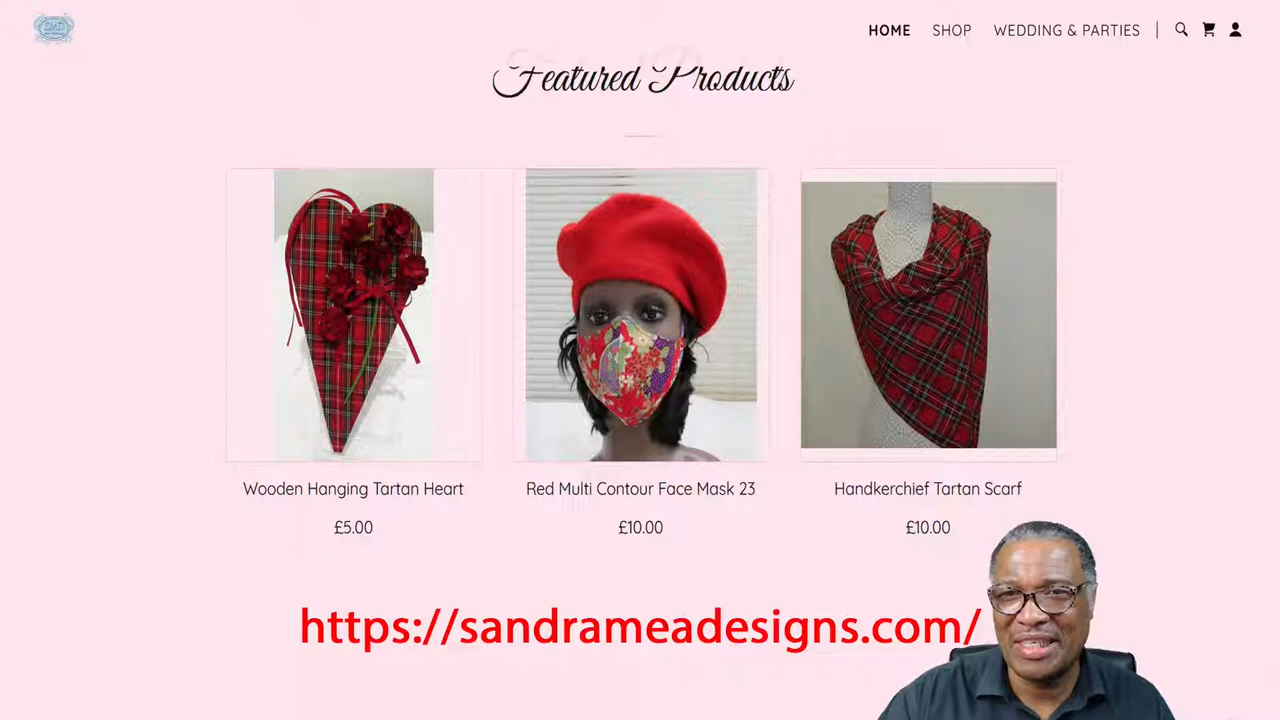 HOME SHOP WEDDING & PARTIES
Featured Products
Wooden Hanging Tartan Heart
£5.00
Red Multi Contour Face Mask 23
£10.00
Handkerchief Tartan Scarf
£10.00
https://sandrameadesigns.com/